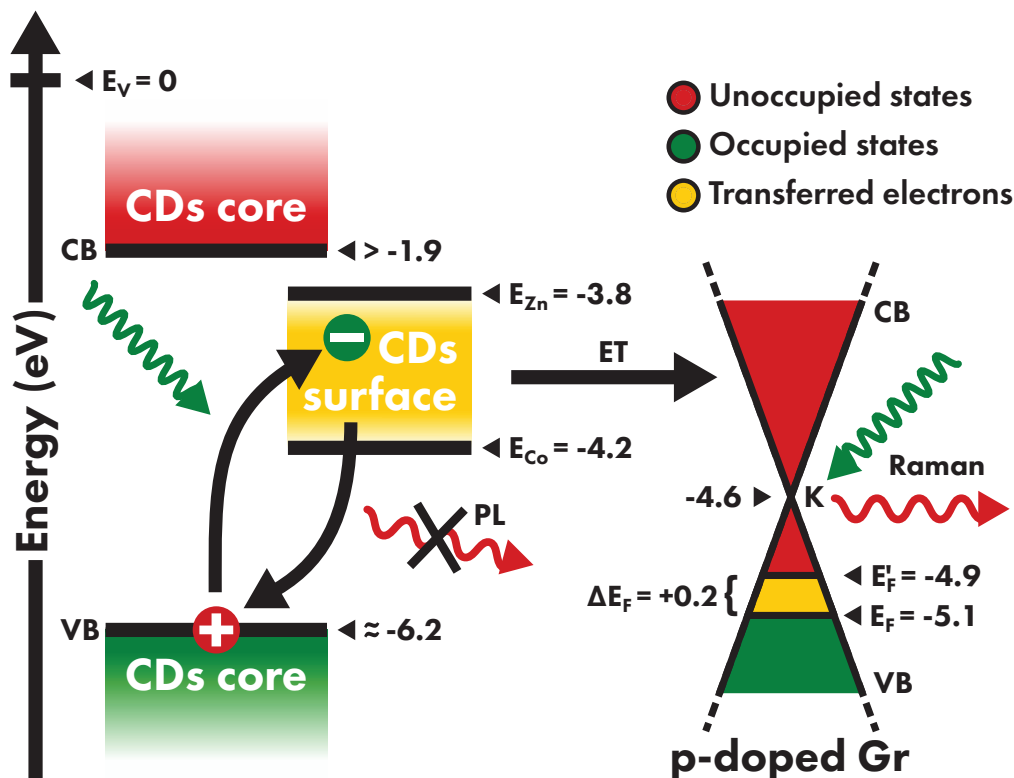 E_V = 0
Unoccupied states
Occupied states
Transferred electrons
CDs core
CB
> -1.9
E_Zn = -3.8
CDs
surface
E_Co = -4.2
ET
CB
Raman
-4.6
K
PL
E'_F = -4.9
ΔE_F = +0.2 {
E_F = -5.1
VB
≈ -6.2
CDs core
VB
p-doped Gr
Energy (eV)